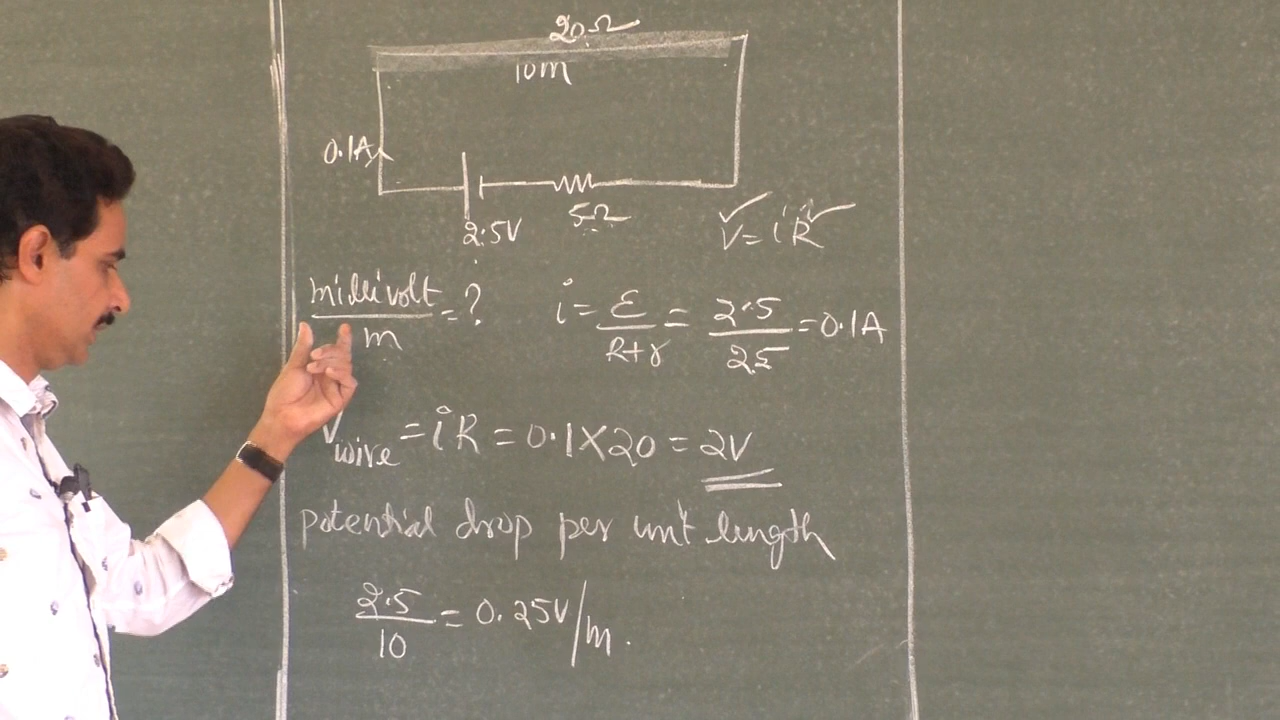 20Ω
10m
0.1A
2.5V
5Ω
V = iR
millivolt / m = ?
i = ε / R+r = 2.5 / 25 = 0.1A
Vwire = iR = 0.1×20 = 2V
potential drop per unit length
2.5 / 10 = 0.25V/m.